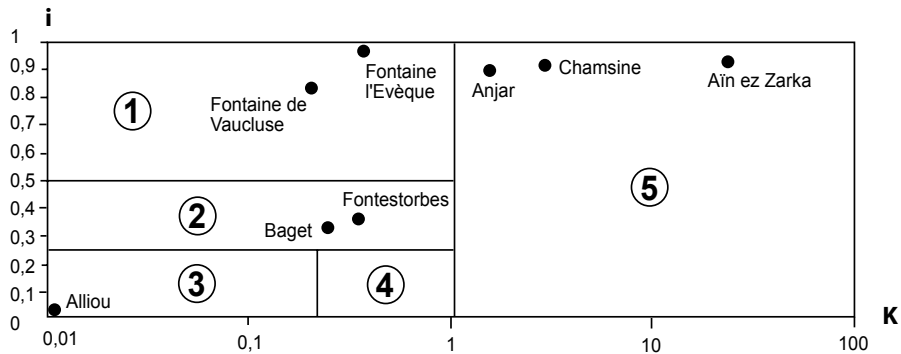 i
1
0,9
0,8
0,7
0,6
0,5
0,4
0,3
0,2
0,1
0
Fontaine
l'Evèque
Fontaine de
Vaucluse
1
Anjar
Chamsine
Aïn ez Zarka
5
2
Fontestorbes
Baget
3
4
Alliou
K
0,01
0,1
1
10
100